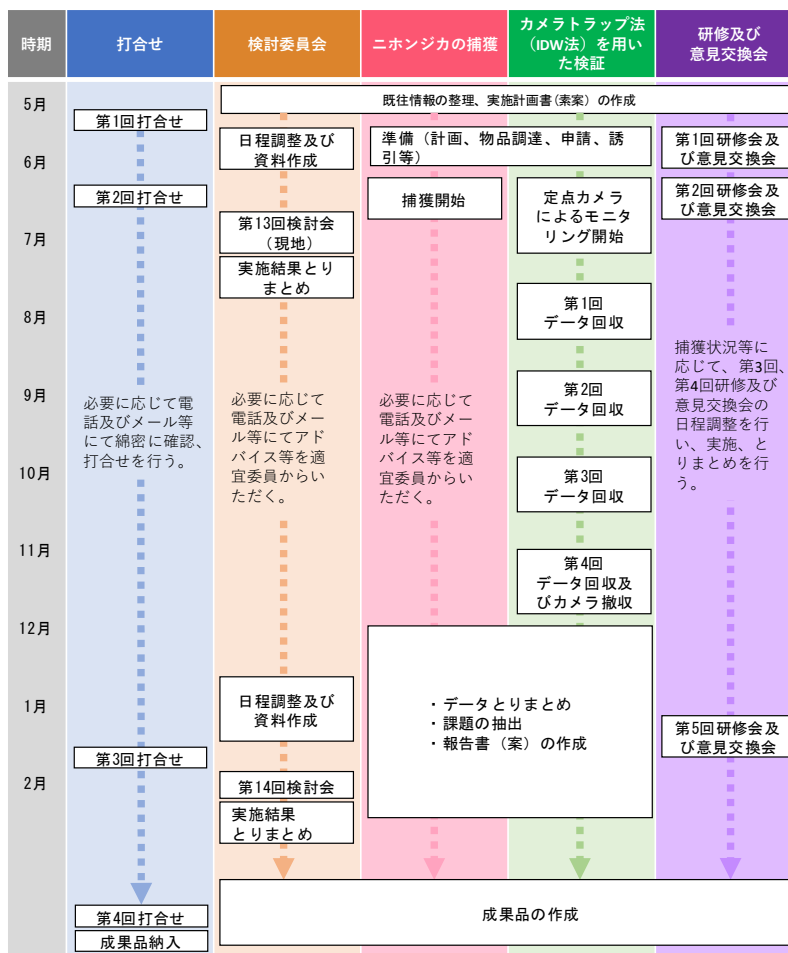 時期
打合せ
検討委員会
ニホンジカの捕獲
カメラトラップ法
（IDW法）を用い
た検証
研修及び
意見交換会
5月
既往情報の整理、実施計画書(素案）の作成
第1回打合せ
6月
日程調整及び
資料作成
準備（計画、物品調達、申請、誘
引等）
第1回研修会及
び意見交換会
第2回打合せ
捕獲開始
定点カメラ
によるモニタ
リング開始
第2回研修会及
び意見交換会
7月
第13回検討会
（現地）
実施結果とり
まとめ
8月
第1回
データ回収
捕獲状況等に
応じて、第3回、
第4回研修及び
意見交換会の
日程調整を行
い、実施、と
りまとめを行
う。
9月
必要に応じて電
話及びメール等
にて綿密に確認、
打合せを行う。
必要に応じて
電話及びメー
ル等にてアド
バイス等を適
宜委員からい
ただく。
必要に応じて
電話及びメー
ル等にてアド
バイス等を適
宜委員からい
ただく。
第2回
データ回収
10月
第3回
データ回収
11月
第4回
データ回収及
びカメラ撤収
12月
1月
日程調整及び
資料作成
・データとりまとめ
・課題の抽出
・報告書（案）の作成
第5回研修会及
び意見交換会
第3回打合せ
2月
第14回検討会
実施結果
とりまとめ
成果品の作成
第4回打合せ
成果品納入